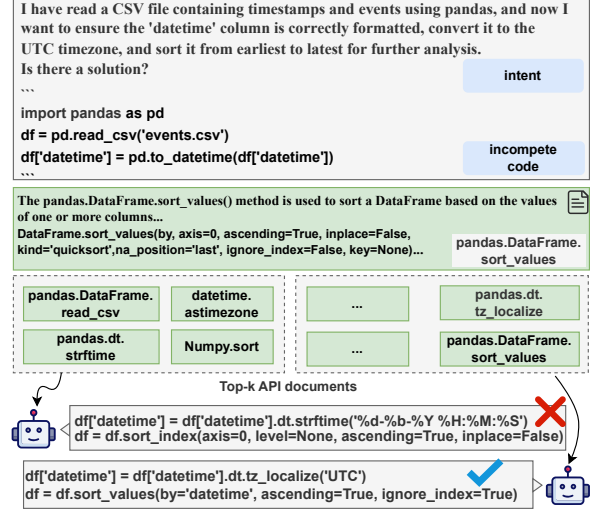 I have read a CSV file containing timestamps and events using pandas, and now I
want to ensure the 'datetime' column is correctly formatted, convert it to the
UTC timezone, and sort it from earliest to latest for further analysis.
Is there a solution?
intent
```
import pandas as pd
df = pd.read_csv('events.csv')
df['datetime'] = pd.to_datetime(df['datetime'])
```
incompete
code
The pandas.DataFrame.sort_values() method is used to sort a DataFrame based on the values
of one or more columns...
DataFrame.sort_values(by, axis=0, ascending=True, inplace=False,
kind='quicksort',na_position='last', ignore_index=False, key=None)...
pandas.DataFrame.
sort_values
pandas.DataFrame.
read_csv
datetime.
astimezone
pandas.dt.
strftime
Numpy.sort
...
pandas.dt.
tz_localize
...
pandas.DataFrame.
sort_values
Top-k API documents
df['datetime'] = df['datetime'].dt.strftime('%d-%b-%Y %H:%M:%S')
df = df.sort_index(axis=0, level=None, ascending=True, inplace=False)
df['datetime'] = df['datetime'].dt.tz_localize('UTC')
df = df.sort_values(by='datetime', ascending=True, ignore_index=True)